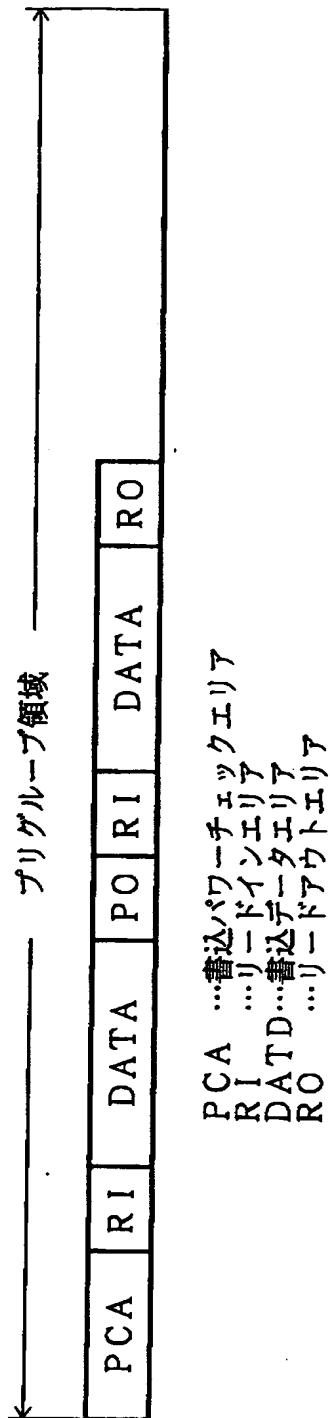 プリグループ領域
PCA RI DATA PO RI DATA RO
PCA …書込パワーチェックエリア
RI …リードインエリア
DATD…書込データエリア
RO …リードアウトエリア